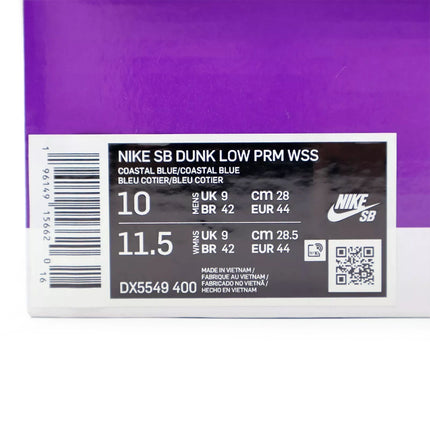 NIKE SB DUNK LOW PRM WSS
COASTAL BLUE/COASTAL BLUE
BLEU COTIER/BLEU COTIER
10 MENS UK 9 cm 28
BR 42 EUR 44
11.5 WMNS UK 9 cm 28.5
BR 42 EUR 44
NIKE
SB
MADE IN VIETNAM /
FABRIQUE AU VIETNAM /
FABRICADO NO VIETNÃ /
HECHO EN VIETNAM
DX5549 400
1 96149 15662 0 16